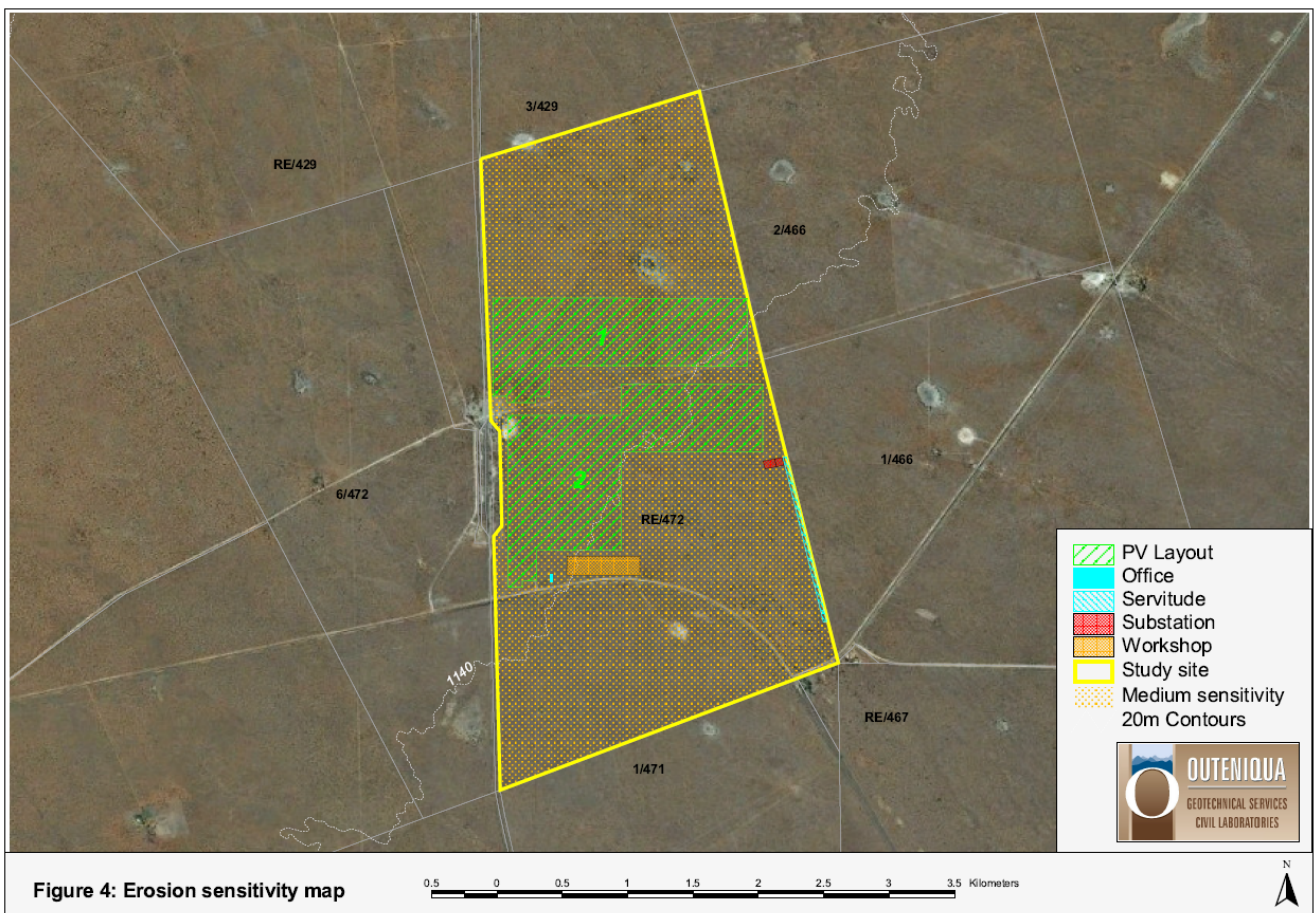 3/429
RE/429
2/466
1
1/466
6/472
2
RE/472
1140
RE/467
1/471
PV Layout
Office
Servitude
Substation
Workshop
Study site
Medium sensitivity
20m Contours
O
OUTENIQUA
GEOTECHNICAL SERVICES
CIVIL LABORATORIES
Figure 4: Erosion sensitivity map
0.5 0 0.5 1 1.5 2 2.5 3 3.5 Kilometers
N